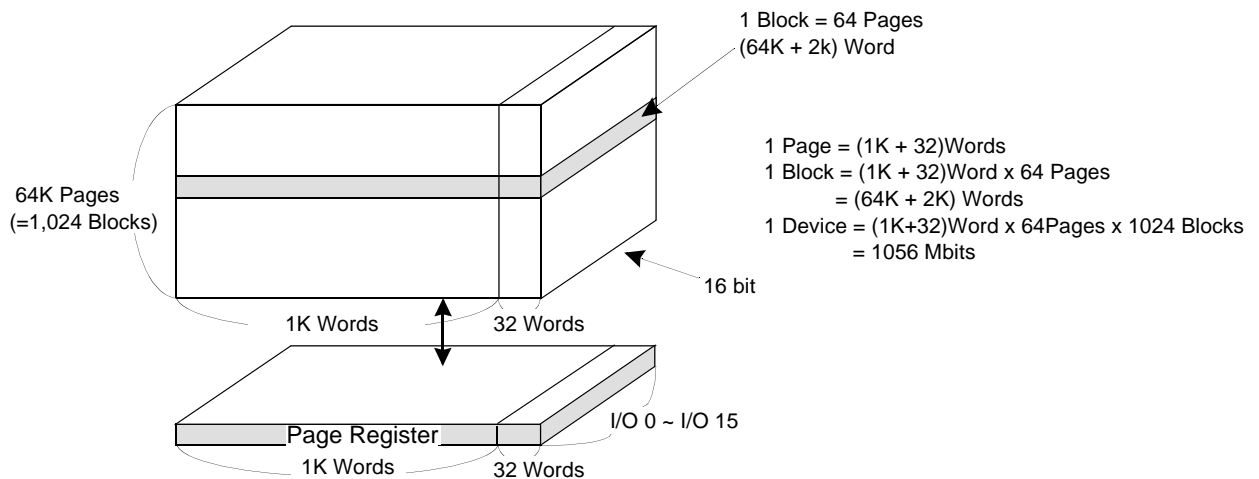 1 Block = 64 Pages
(64K + 2k) Word
1 Page = (1K + 32)Words
1 Block = (1K + 32)Word x 64 Pages
= (64K + 2K) Words
1 Device = (1K+32)Word x 64Pages x 1024 Blocks
= 1056 Mbits
64K Pages
(=1,024 Blocks)
16 bit
1K Words
32 Words
I/O 0 ~ I/O 15
Page Register
1K Words
32 Words